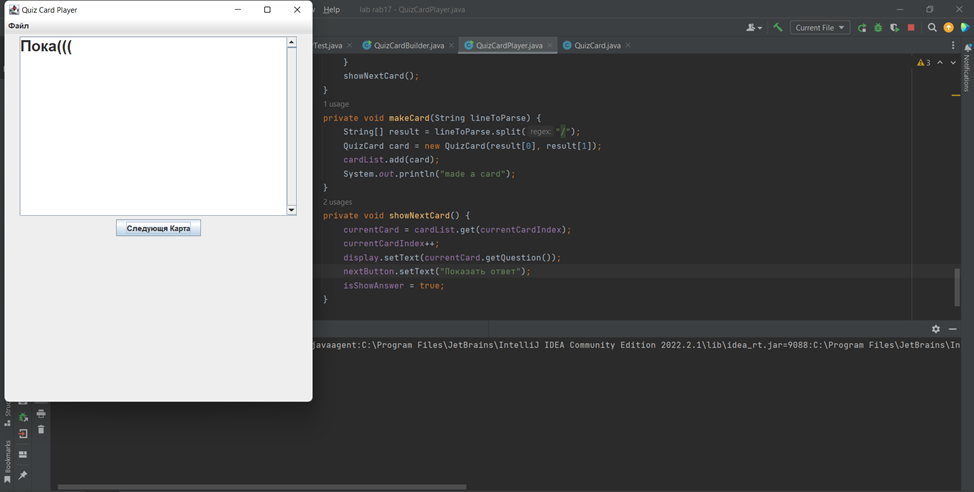 Quiz Card Player
Файл
Пока(((
Следующя Карта
Help
lab rab17 - QuizCardPlayer.java
Current File
Test.java
QuizCardBuilder.java
QuizCardPlayer.java
QuizCard.java
3
}
showNextCard();
}
1 usage
private void makeCard(String lineToParse) {
String[] result = lineToParse.split( regex: "/");
QuizCard card = new QuizCard(result[0], result[1]);
cardList.add(card);
System.out.println("made a card");
}
2 usages
private void showNextCard() {
currentCard = cardList.get(currentCardIndex);
currentCardIndex++;
display.setText(currentCard.getQuestion());
nextButton.setText("Показать ответ");
isShowAnswer = true;
}
Notifications
javaagent:C:\Program Files\JetBrains\IntelliJ IDEA Community Edition 2022.2.1\lib\idea_rt.jar=9088:C:\Program Files\JetBrains\In
Bookmarks